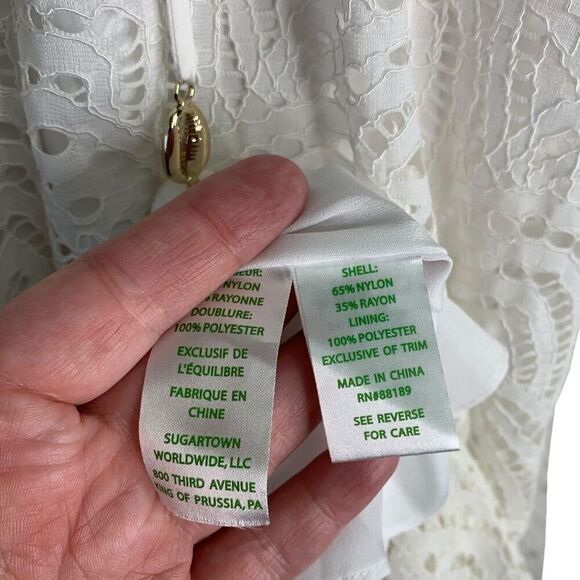 EUR:
NYLON
% RAYONNE
DOUBLURE:
100% POLYESTER
EXCLUSIF DE
L'ÉQUILIBRE
FABRIQUE EN
CHINE
SUGARTOWN
WORLDWIDE, LLC
800 THIRD AVENUE
KING OF PRUSSIA, PA
SHELL:
65% NYLON
35% RAYON
LINING:
100% POLYESTER
EXCLUSIVE OF TRIM
MADE IN CHINA
RN#88189
SEE REVERSE
FOR CARE